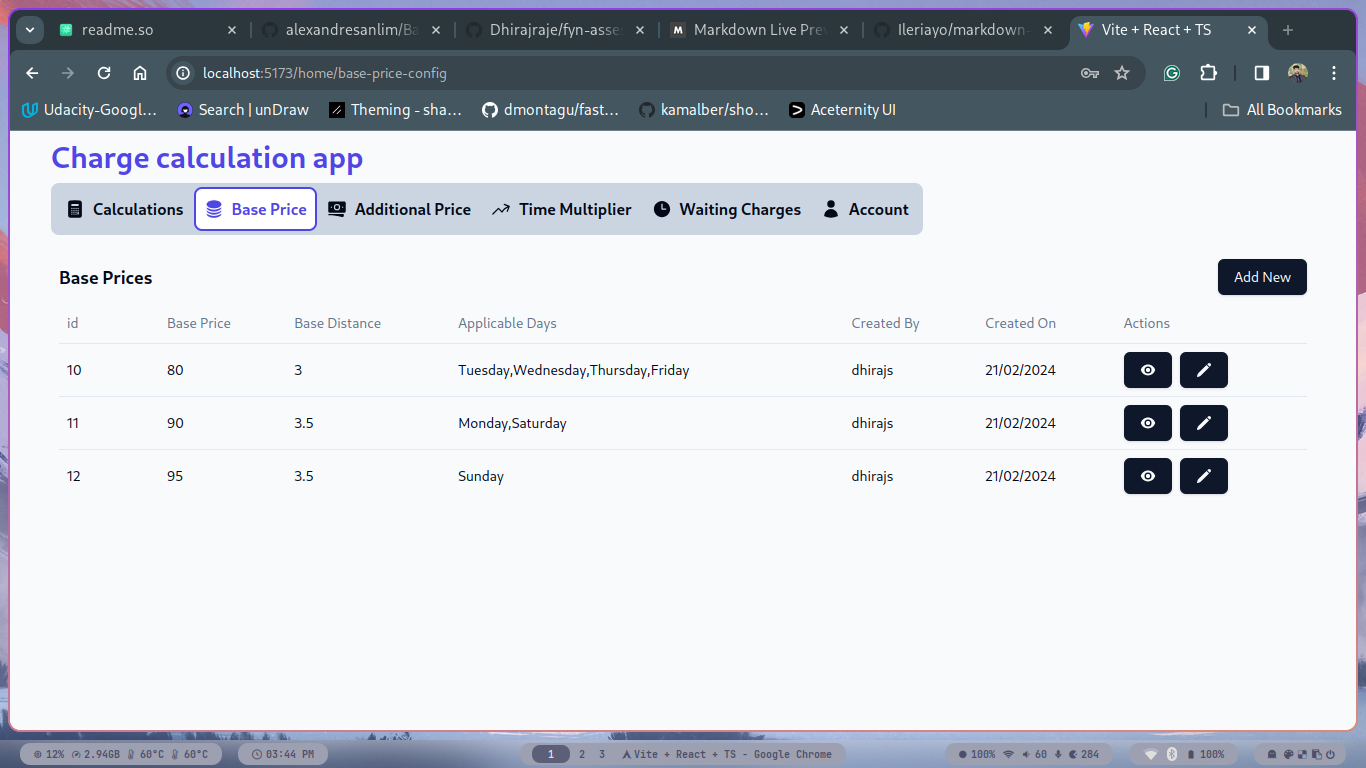 readme.so alexandresanlim/Ba Dhirajraje/fyn-asse Markdown Live Prev Ileriayo/markdown- Vite + React + TS
localhost:5173/home/base-price-config
Udacity-Googl... Search | unDraw Theming - sha... dmontagu/fast... kamalber/sho... Aceternity UI All Bookmarks
Charge calculation app
Calculations Base Price Additional Price Time Multiplier Waiting Charges Account
Base Prices Add New
id Base Price Base Distance Applicable Days Created By Created On Actions
10 80 3 Tuesday,Wednesday,Thursday,Friday dhirajs 21/02/2024
11 90 3.5 Monday,Saturday dhirajs 21/02/2024
12 95 3.5 Sunday dhirajs 21/02/2024
12% 2.94GB 60°C 60°C 03:44 PM 1 2 3 Vite + React + TS - Google Chrome 100% 60 284 100%